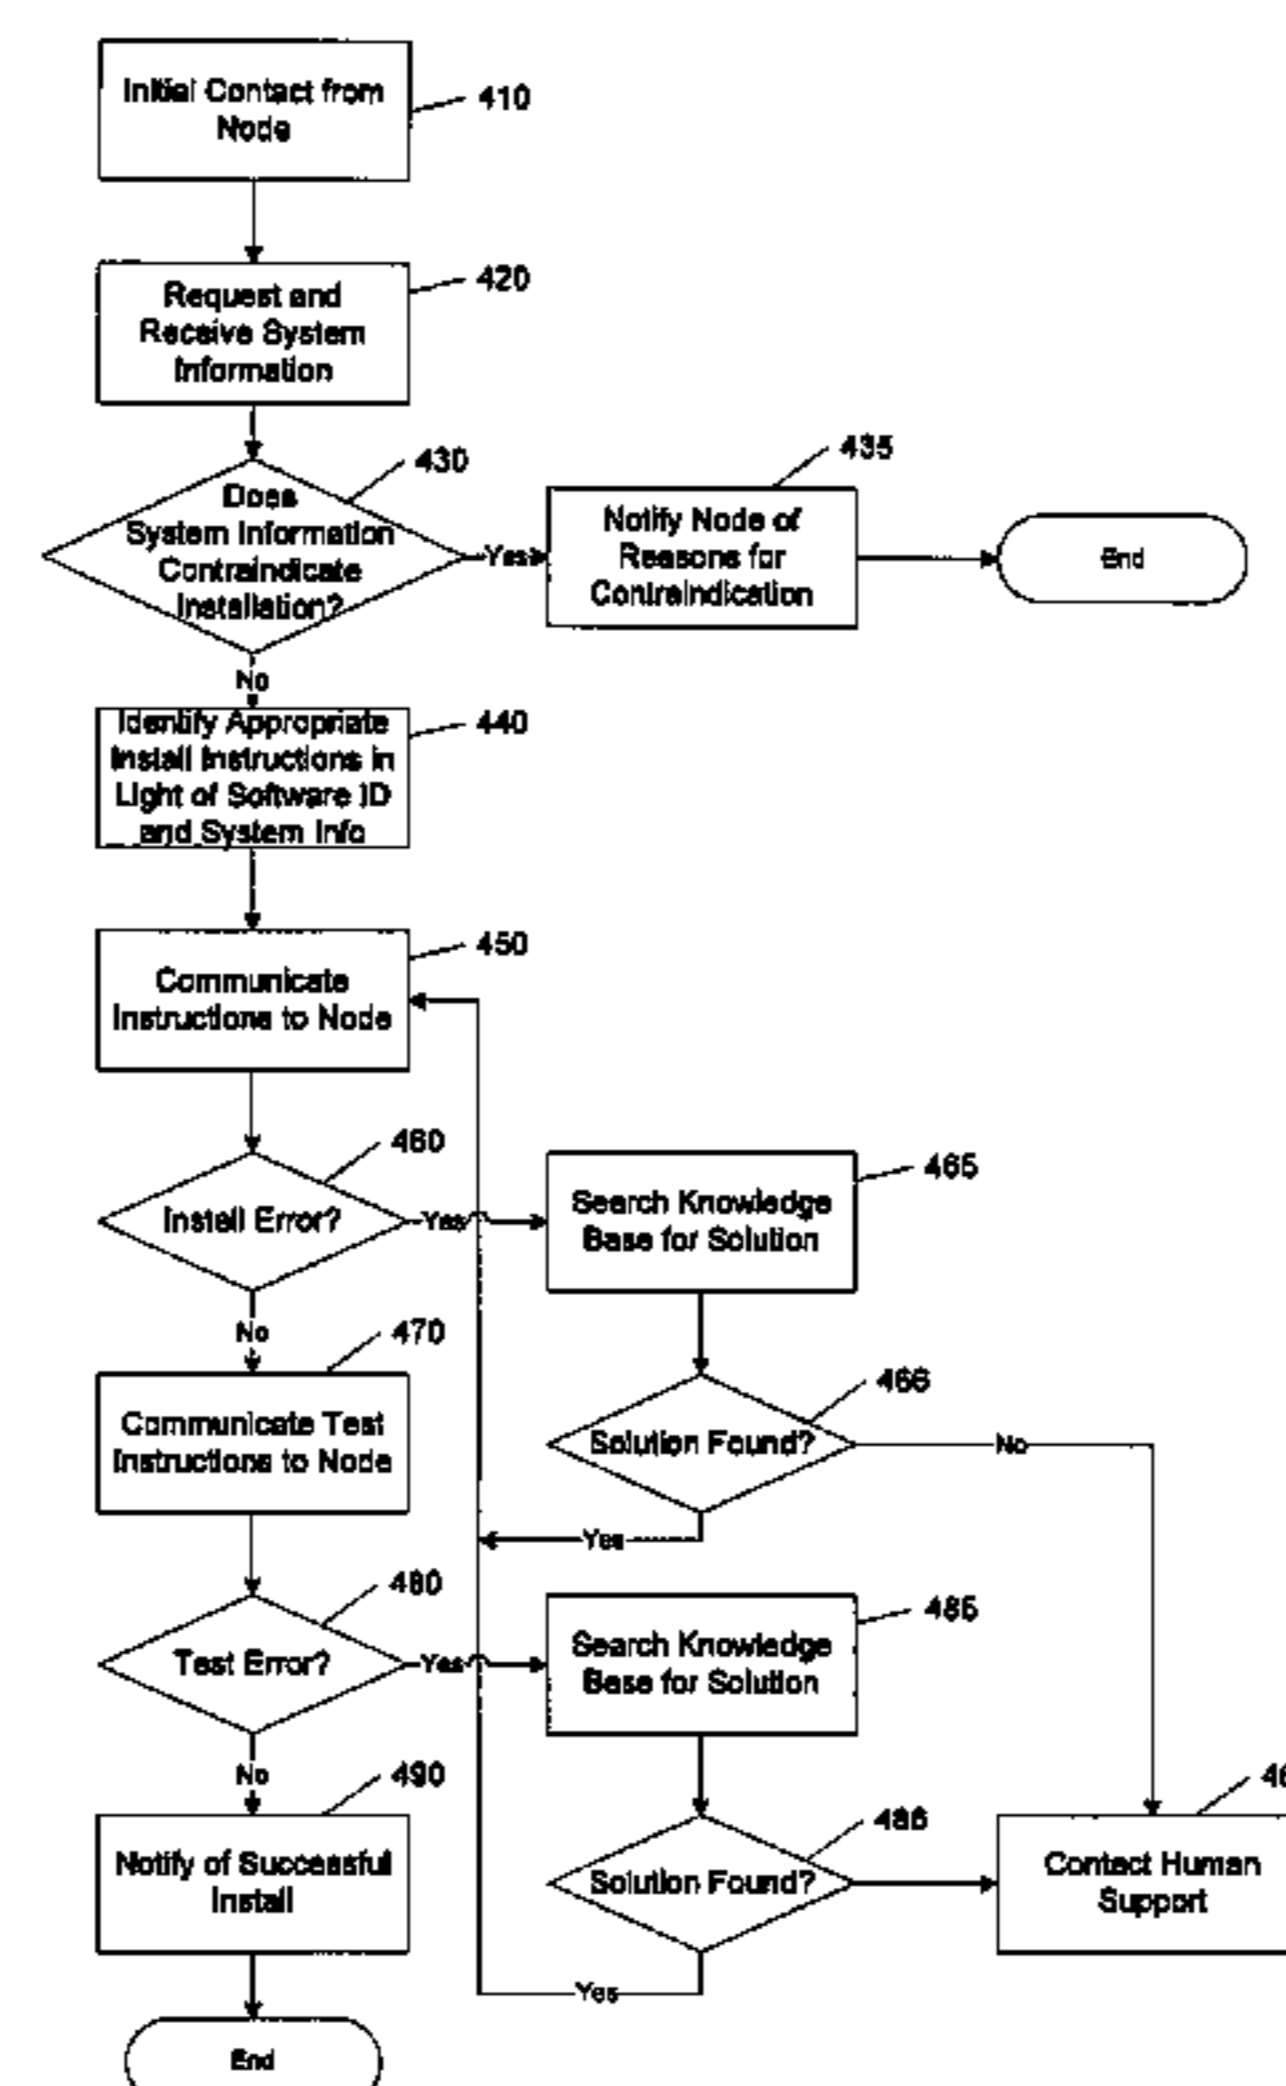 Initial Contact from
Node
410
Request and
Receive System
Information
420
Does
System Information
Contraindicate
Installation?
430
Yes
Notify Node of
Reasons for
Contraindication
435
End
No
Identify Appropriate
Install Instructions in
Light of Software ID
and System Info
440
Communicate
Instructions to Node
450
Install Error?
460
Yes
Search Knowledge
Base for Solution
465
No
Communicate Test
Instructions to Node
470
Solution Found?
466
No
Yes
Test Error?
480
Yes
Search Knowledge
Base for Solution
485
No
Notify of Successful
Install
490
Solution Found?
486
Contact Human
Support
Yes
End